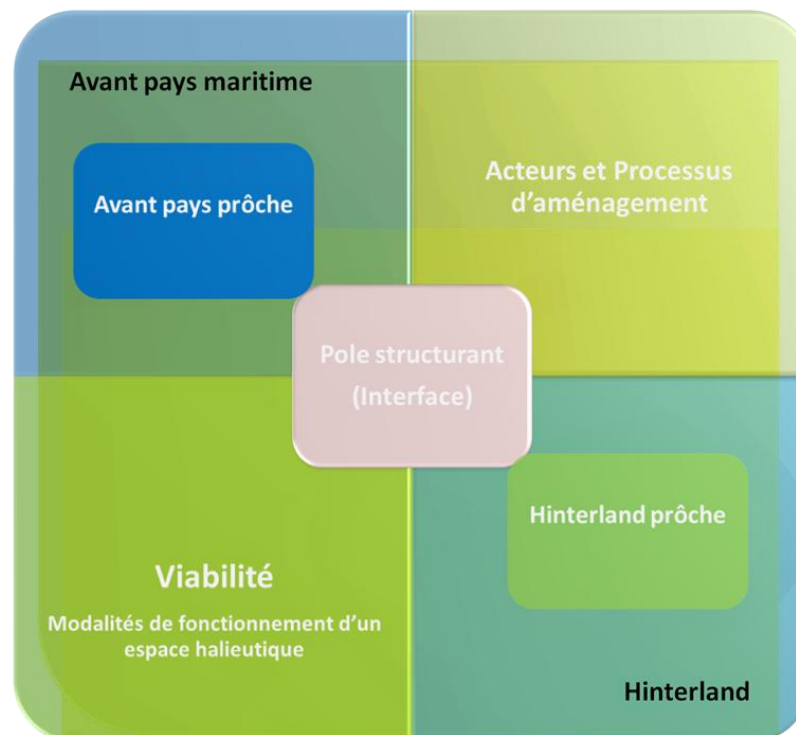 Avant pays maritime
Avant pays prôche
Acteurs et Processus
d'aménagement
Pole structurant
(Interface)
Hinterland prôche
Viabilité
Modalités de fonctionnement d'un
espace halieutique
Hinterland